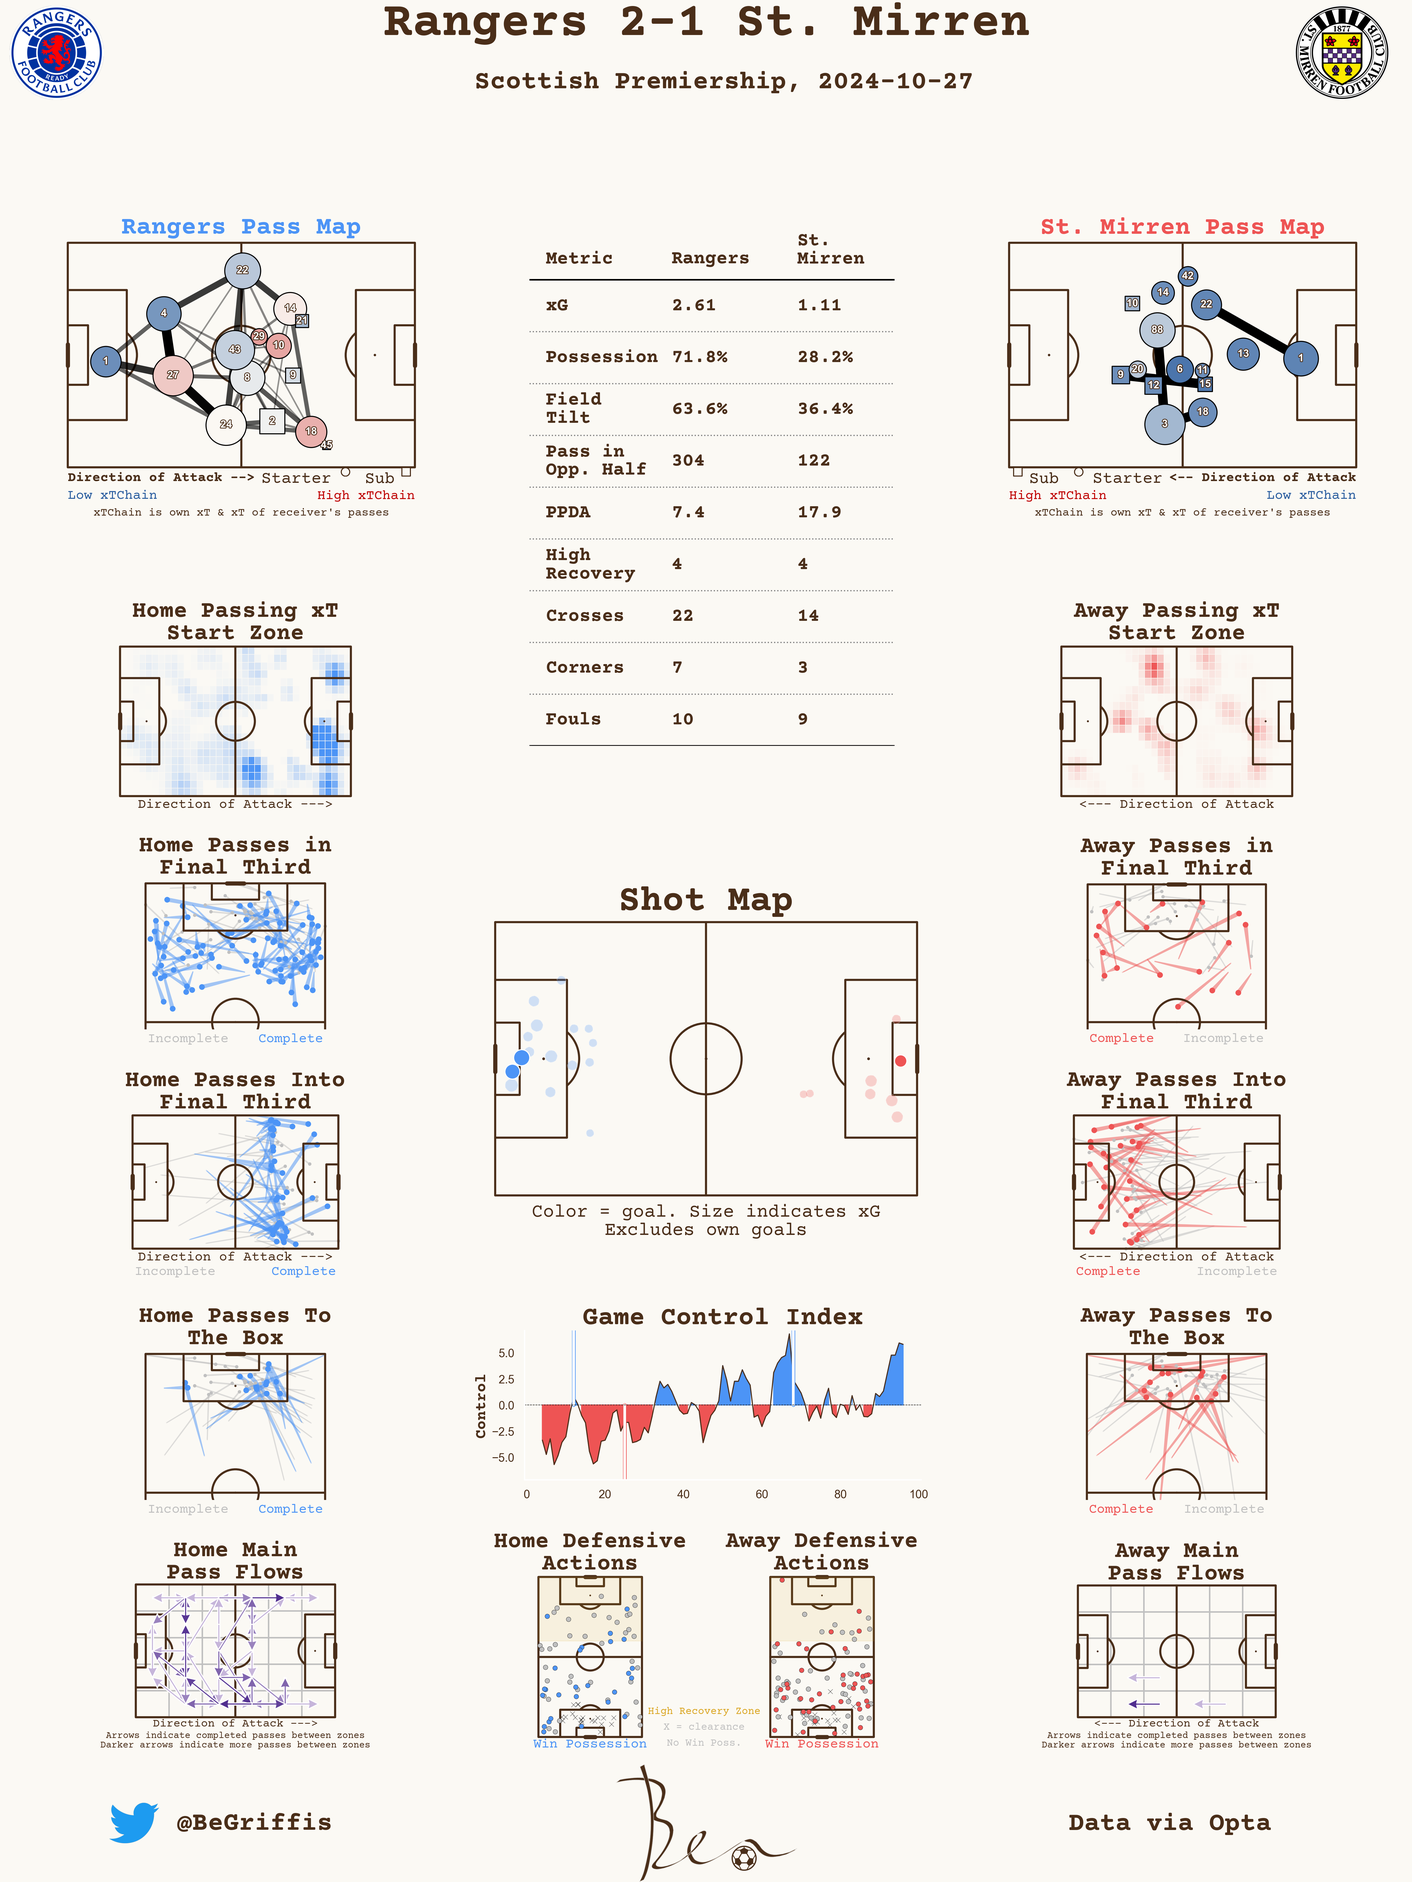 Rangers 2-1 St. Mirren
Scottish Premiership, 2024-10-27
RANGERS
READY
FOOTBALL CLUB
1877
ST. MIRREN FOOTBALL CLUB
Rangers Pass Map
22
14
21
4
29
10
43
1
27
8
9
24
2
18
45
Direction of Attack --> Starter Sub
Low xTChain High xTChain
xTChain is own xT & xT of receiver's passes
Metric Rangers St. Mirren
xG 2.61 1.11
Possession 71.8% 28.2%
Field Tilt 63.6% 36.4%
Pass in Opp. Half 304 122
PPDA 7.4 17.9
High Recovery 4 4
Crosses 22 14
Corners 7 3
Fouls 10 9
St. Mirren Pass Map
42
14
10
22
88
13
1
9
20
6
11
12
15
18
3
Sub Starter <-- Direction of Attack
High xTChain Low xTChain
xTChain is own xT & xT of receiver's passes
Home Passing xT
Start Zone
Direction of Attack --->
Away Passing xT
Start Zone
<--- Direction of Attack
Home Passes in
Final Third
Incomplete Complete
Away Passes in
Final Third
Complete Incomplete
Shot Map
Color = goal. Size indicates xG
Excludes own goals
Home Passes Into
Final Third
Direction of Attack --->
Incomplete Complete
Away Passes Into
Final Third
<--- Direction of Attack
Complete Incomplete
Home Passes To
The Box
Incomplete Complete
Game Control Index
Control
5.0
2.5
0.0
−2.5
−5.0
0 20 40 60 80 100
Away Passes To
The Box
Complete Incomplete
Home Main
Pass Flows
Direction of Attack --->
Arrows indicate completed passes between zones
Darker arrows indicate more passes between zones
Home Defensive
Actions
Win Possession
Away Defensive
Actions
Win Possession
High Recovery Zone
X = clearance
No Win Poss.
Away Main
Pass Flows
<--- Direction of Attack
Arrows indicate completed passes between zones
Darker arrows indicate more passes between zones
@BeGriffis
Ben
Data via Opta